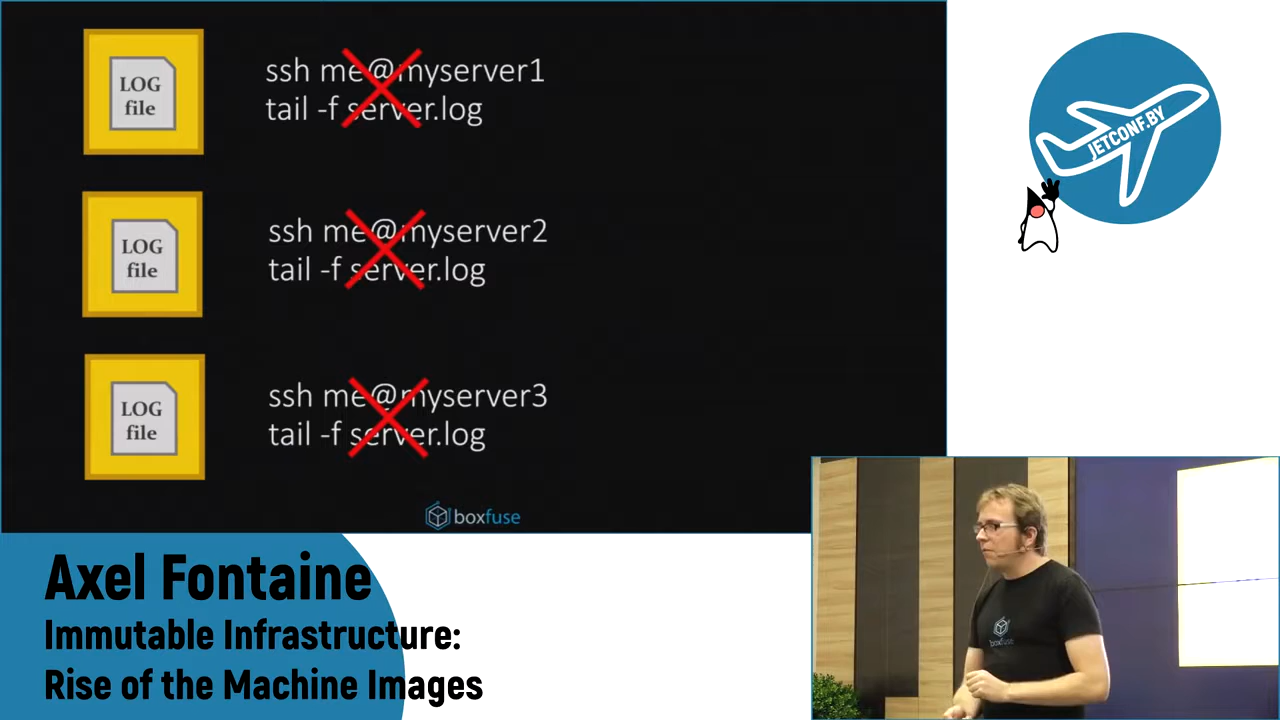 LOG
file
ssh me@myserver1
tail -f server.log
LOG
file
ssh me@myserver2
tail -f server.log
LOG
file
ssh me@myserver3
tail -f server.log
boxfuse
JETCONF.BY
boxfuse
Axel Fontaine
Immutable Infrastructure:
Rise of the Machine Images